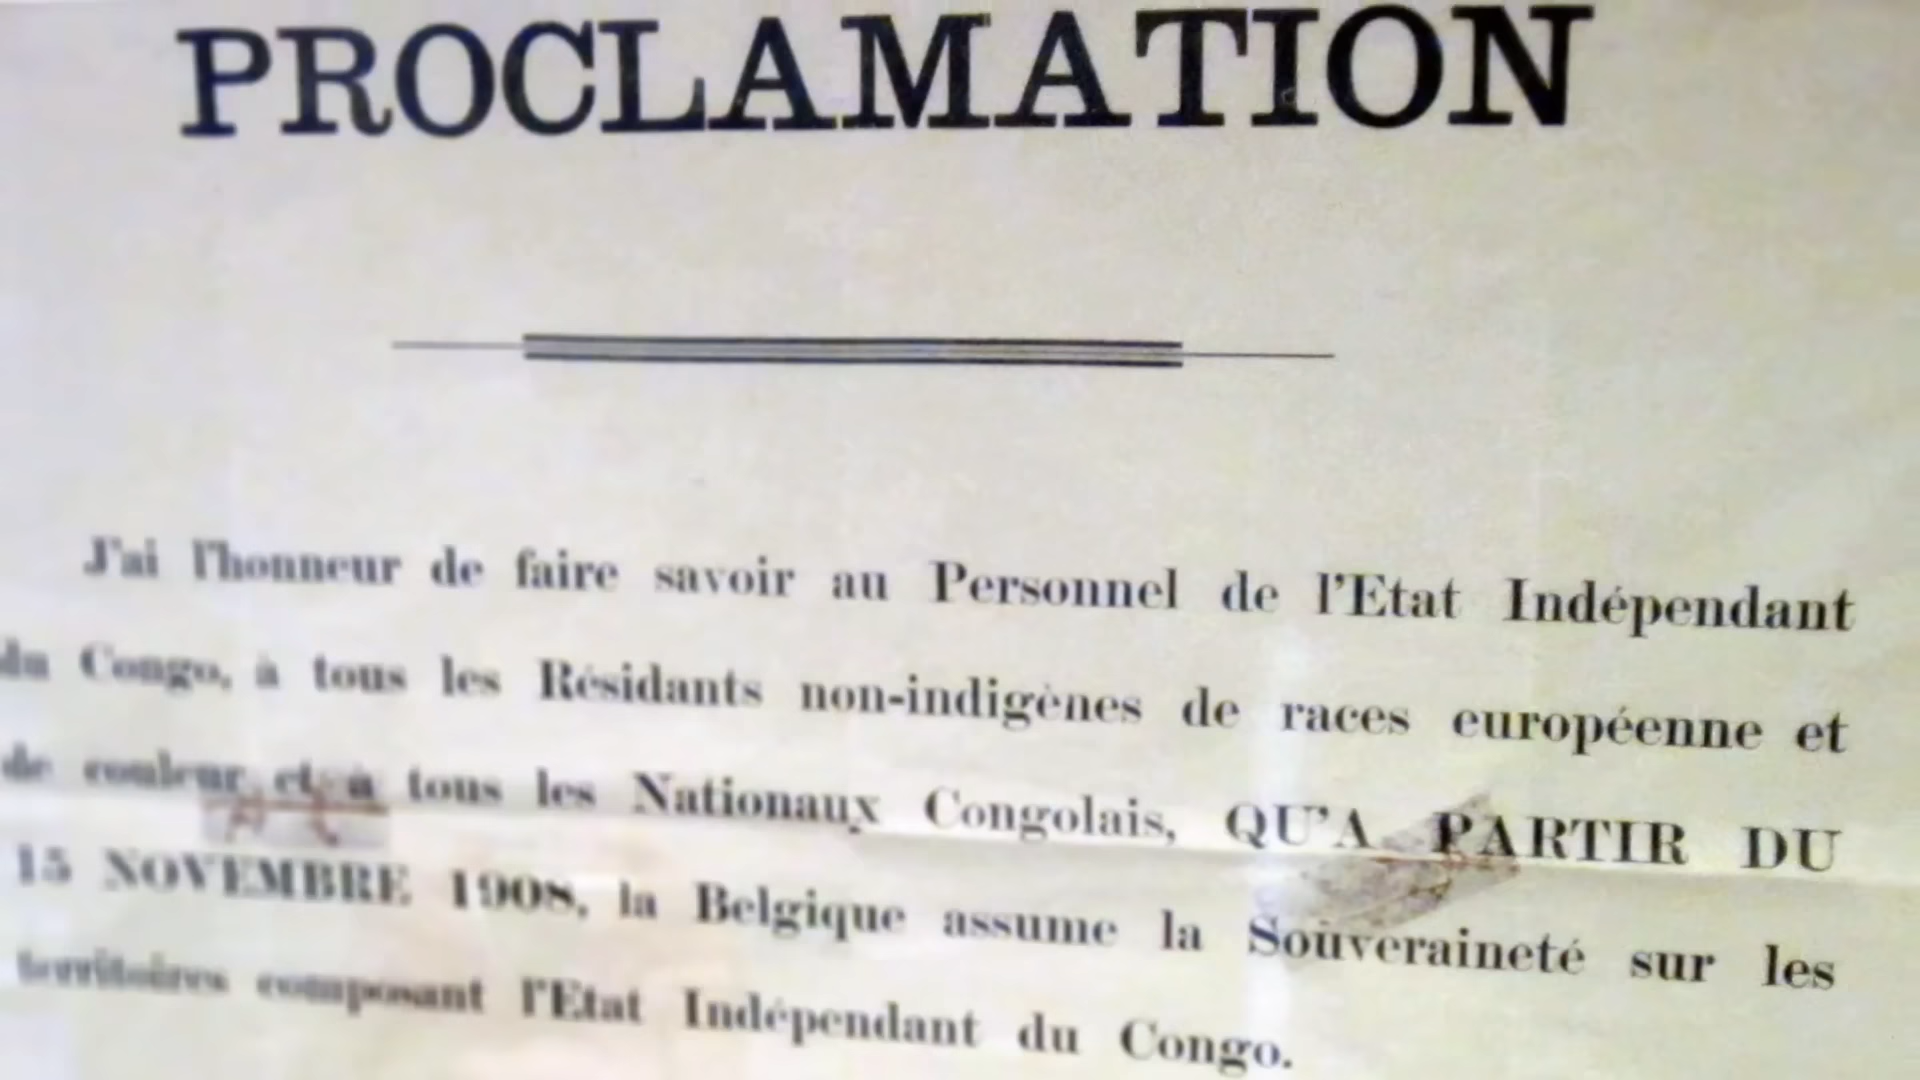 PROCLAMATION
J'ai l'honneur de faire savoir au Personnel de l'Etat Indépendant
du Congo, à tous les Résidants non-indigènes de races européenne et
de couleur et à tous les Nationaux Congolais, QU'A PARTIR DU
15 NOVEMBRE 1908, la Belgique assume la Souveraineté sur les
territoires composant l'Etat Indépendant du Congo.